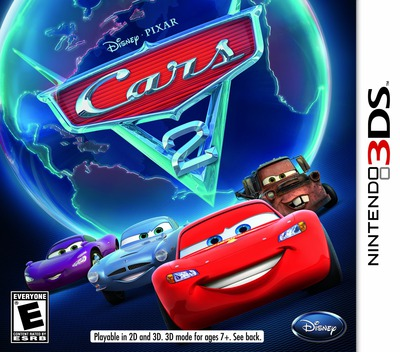 Disney · PIXAR
Cars
2
NINTENDO 3DS
EVERYONE
E
CONTENT RATED BY
ESRB
Playable in 2D and 3D. 3D mode for ages 7+. See back.
Disney